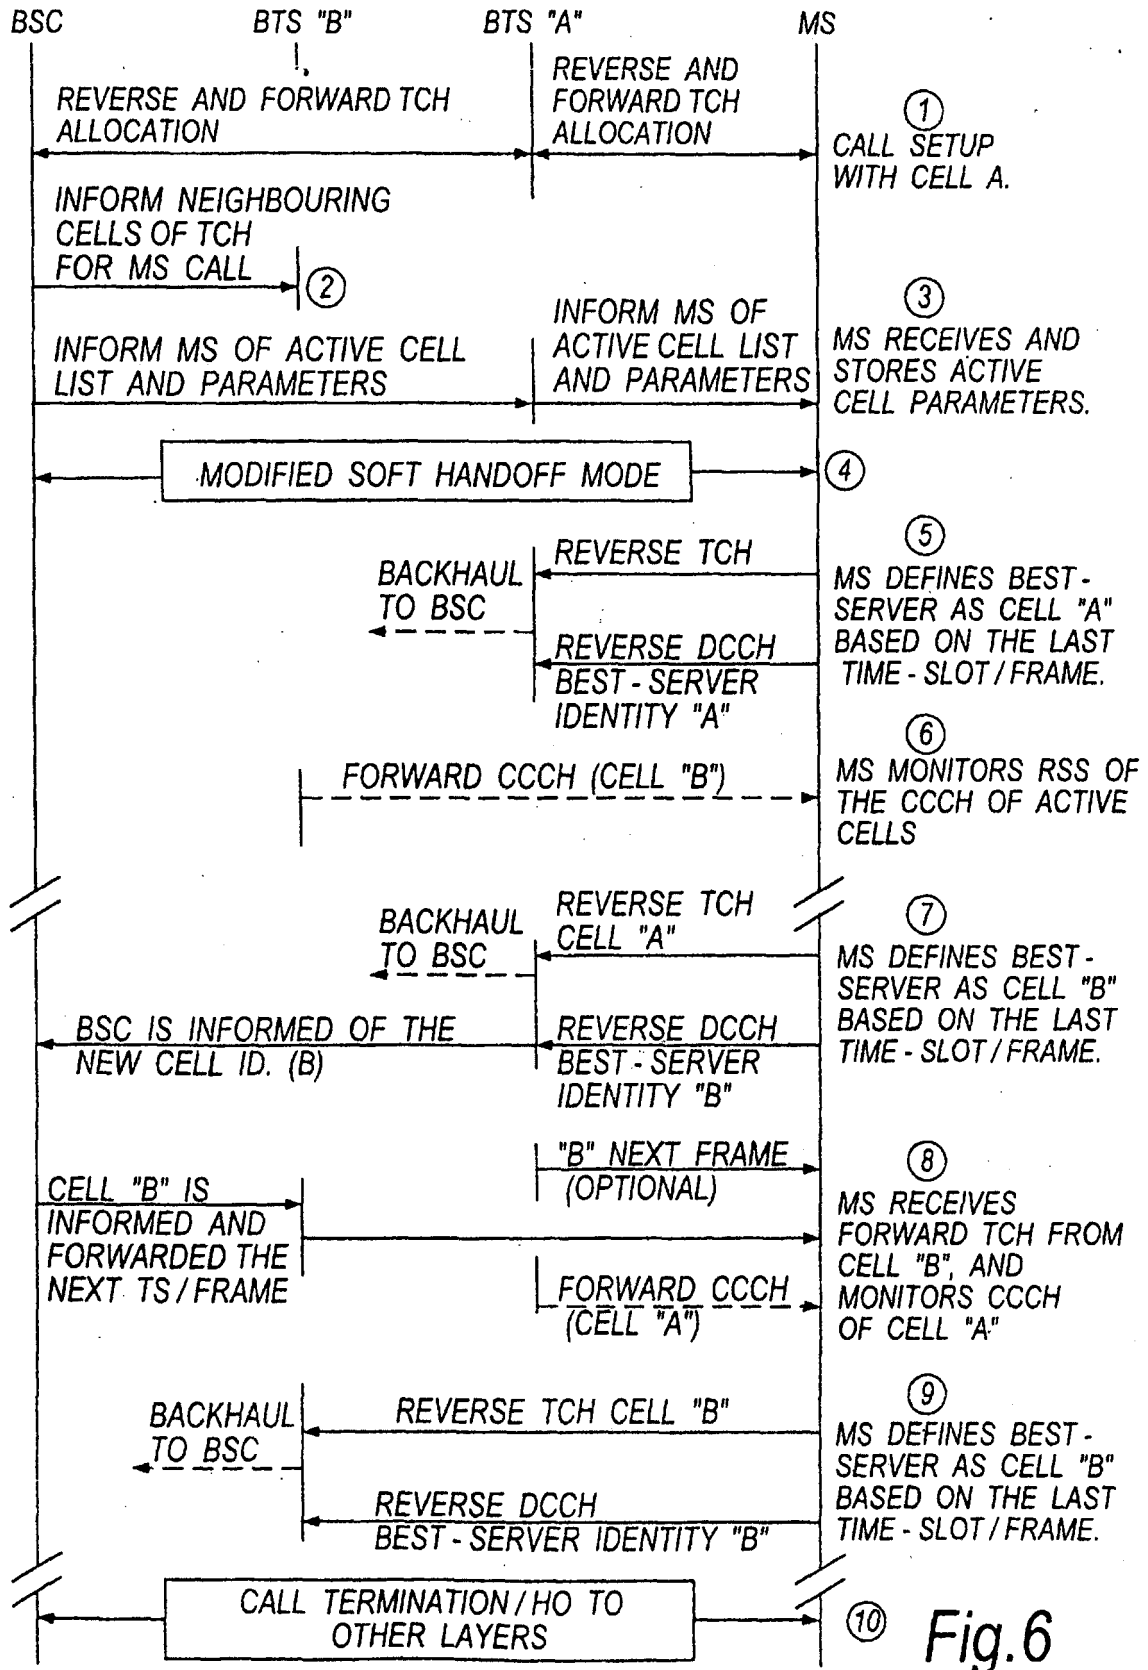 BSC BTS "B" BTS "A" MS
REVERSE AND FORWARD TCH
ALLOCATION
REVERSE AND
FORWARD TCH
ALLOCATION
1
CALL SETUP
WITH CELL A.
INFORM NEIGHBOURING
CELLS OF TCH
FOR MS CALL
2
INFORM MS OF ACTIVE CELL
LIST AND PARAMETERS
INFORM MS OF
ACTIVE CELL LIST
AND PARAMETERS
3
MS RECEIVES AND
STORES ACTIVE
CELL PARAMETERS.
MODIFIED SOFT HANDOFF MODE
4
REVERSE TCH
BACKHAUL
TO BSC
REVERSE DCCH
BEST-SERVER
IDENTITY "A"
5
MS DEFINES BEST-
SERVER AS CELL "A"
BASED ON THE LAST
TIME-SLOT/FRAME.
FORWARD CCCH (CELL "B")
6
MS MONITORS RSS OF
THE CCCH OF ACTIVE
CELLS
REVERSE TCH
CELL "A"
BACKHAUL
TO BSC
7
MS DEFINES BEST-
SERVER AS CELL "B"
BASED ON THE LAST
TIME-SLOT/FRAME.
BSC IS INFORMED OF THE
NEW CELL ID. (B)
REVERSE DCCH
BEST-SERVER
IDENTITY "B"
"B" NEXT FRAME
(OPTIONAL)
CELL "B" IS
INFORMED AND
FORWARDED THE
NEXT TS/FRAME
FORWARD CCCH
(CELL "A")
8
MS RECEIVES
FORWARD TCH FROM
CELL "B", AND
MONITORS CCCH
OF CELL "A"
REVERSE TCH CELL "B"
BACKHAUL
TO BSC
REVERSE DCCH
BEST-SERVER IDENTITY "B"
9
MS DEFINES BEST-
SERVER AS CELL "B"
BASED ON THE LAST
TIME-SLOT/FRAME.
CALL TERMINATION/HO TO
OTHER LAYERS
10
Fig.6